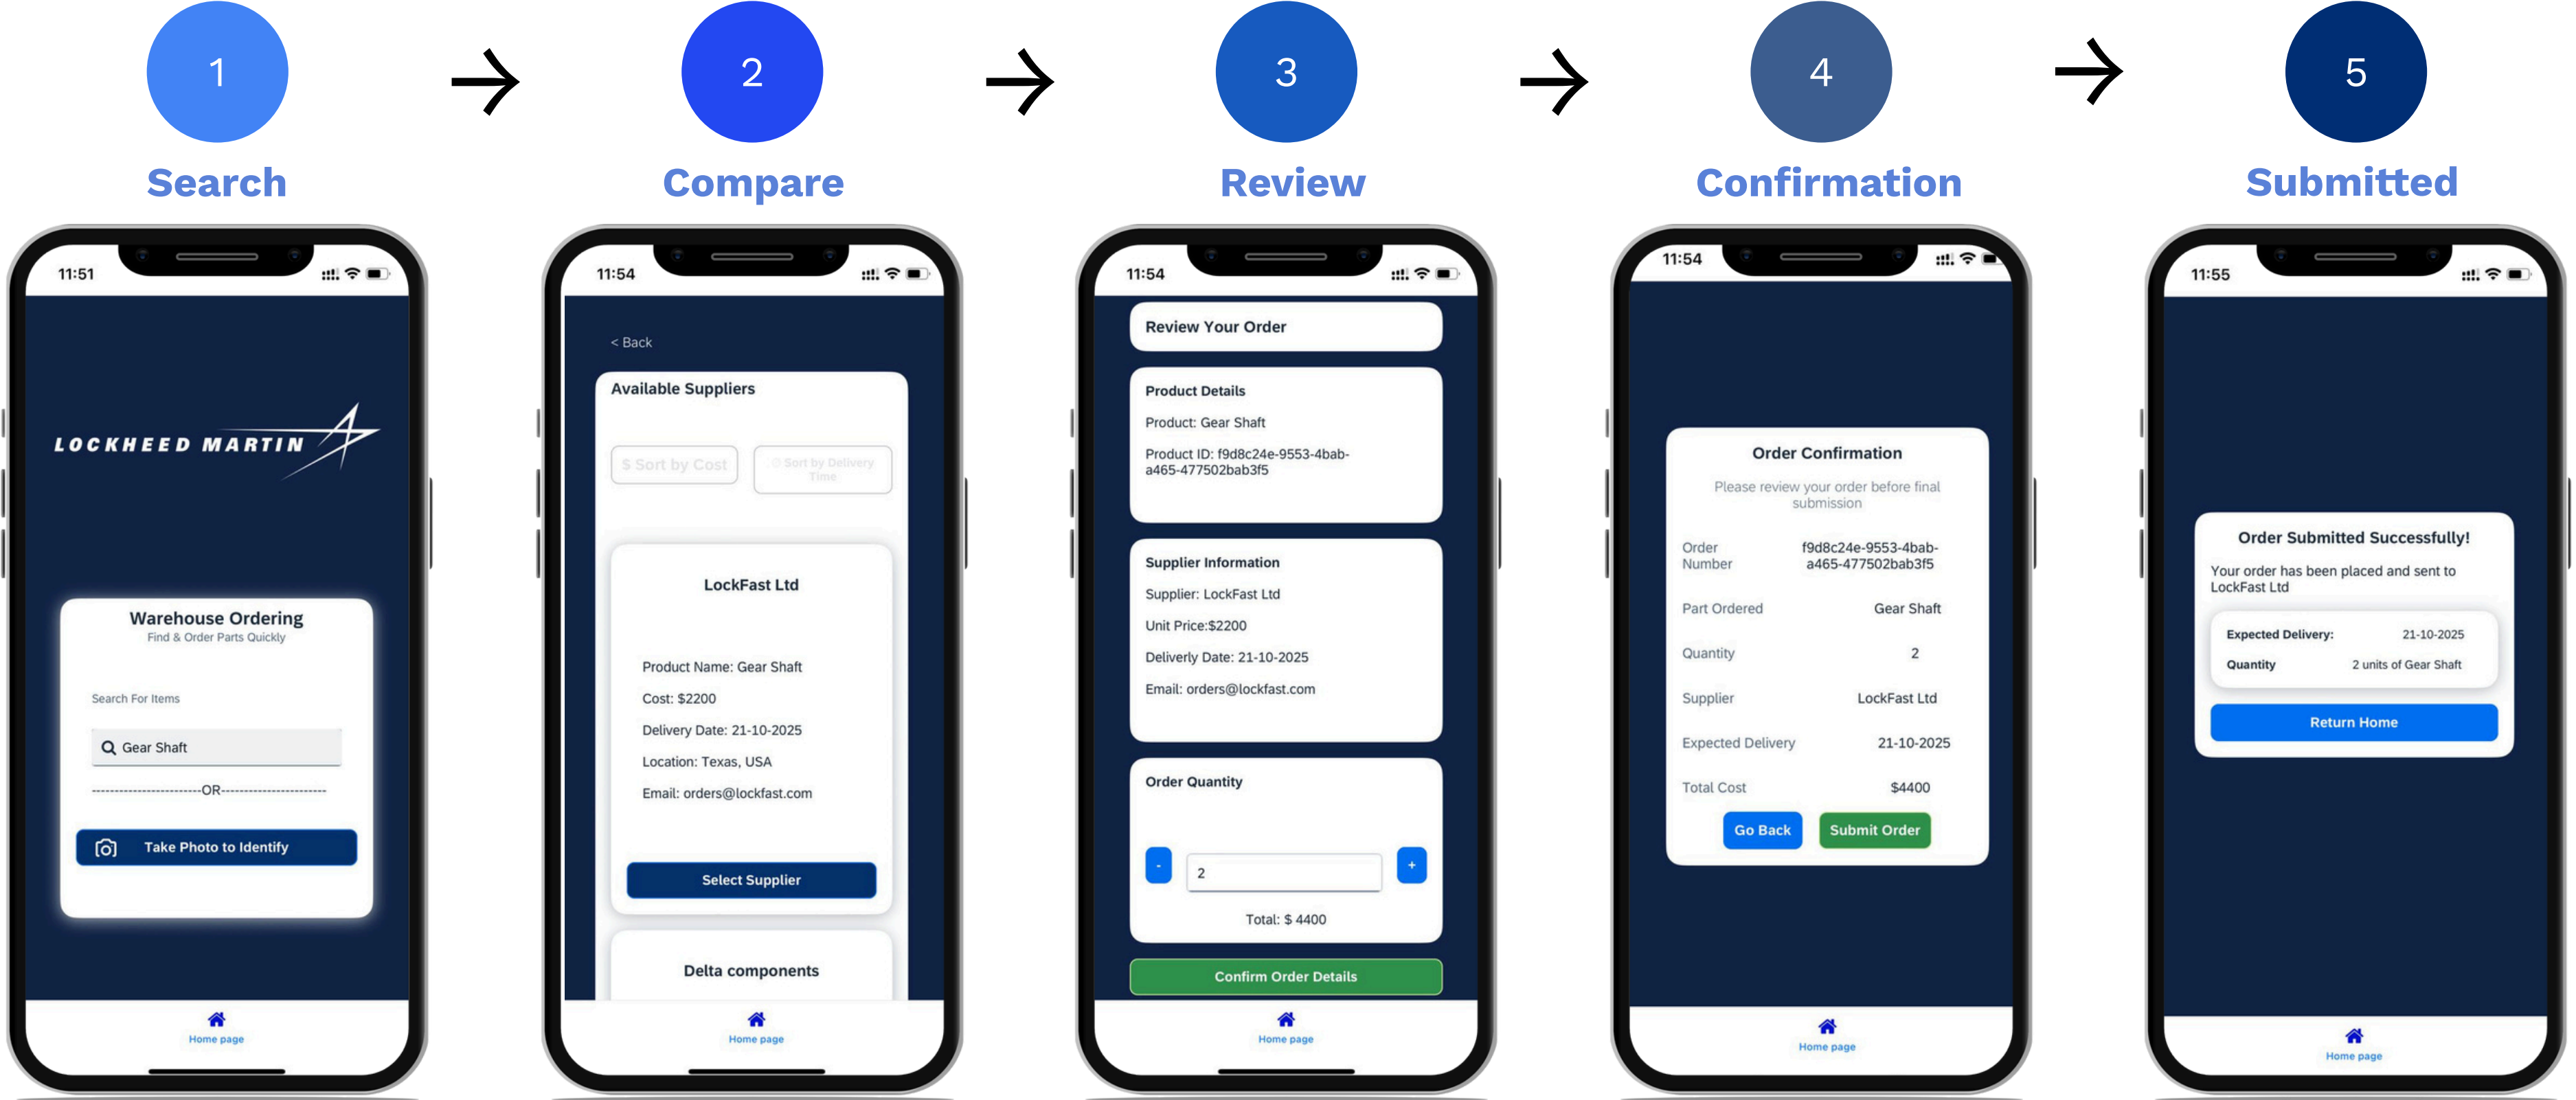 1
2
3
4
5
Search
Compare
Review
Confirmation
Submitted
11:51
LOCKHEED MARTIN
Warehouse Ordering
Find & Order Parts Quickly
Search For Items
Gear Shaft
------------------------OR-----------------------
Take Photo to Identify
Home page
11:54
< Back
Available Suppliers
$ Sort by Cost
Sort by Delivery
Time
LockFast Ltd
Product Name: Gear Shaft
Cost: $2200
Delivery Date: 21-10-2025
Location: Texas, USA
Email: orders@lockfast.com
Select Supplier
Delta components
Home page
11:54
Review Your Order
Product Details
Product: Gear Shaft
Product ID: f9d8c24e-9553-4bab-
a465-477502bab3f5
Supplier Information
Supplier: LockFast Ltd
Unit Price:$2200
Deliverly Date: 21-10-2025
Email: orders@lockfast.com
Order Quantity
-
2
+
Total: $ 4400
Confirm Order Details
Home page
11:54
Order Confirmation
Please review your order before final
submission
Order
Number
f9d8c24e-9553-4bab-
a465-477502bab3f5
Part Ordered
Gear Shaft
Quantity
2
Supplier
LockFast Ltd
Expected Delivery
21-10-2025
Total Cost
$4400
Go Back
Submit Order
Home page
11:55
Order Submitted Successfully!
Your order has been placed and sent to
LockFast Ltd
Expected Delivery:
21-10-2025
Quantity
2 units of Gear Shaft
Return Home
Home page